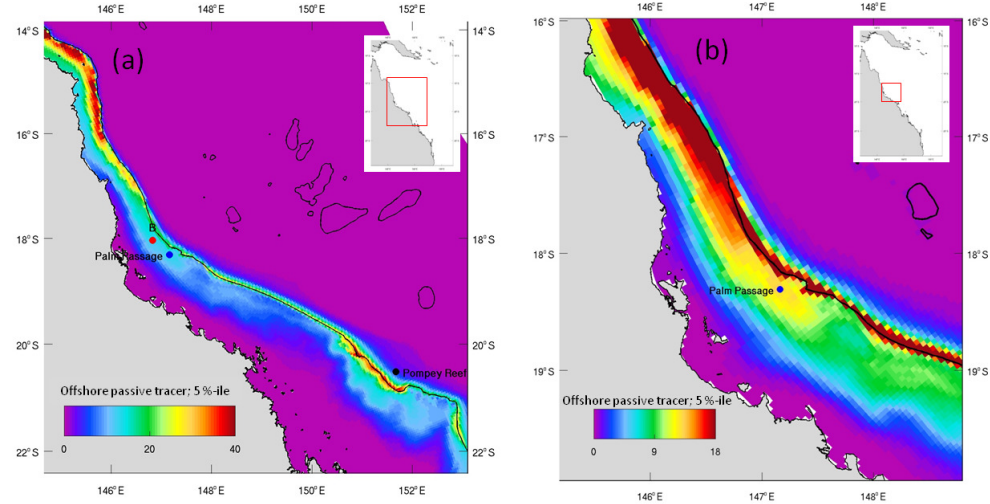 146°E 148°E 150°E 152°E
(a)
14°S 14°S
16°S 16°S
18°S 18°S
20°S 20°S
22°S 22°S
B
Palm Passage
Pompey Reef
Offshore passive tracer; 5 %-ile
0 20 40
146°E 148°E 150°E 152°E
146°E 147°E 148°E
(b)
16°S 16°S
17°S 17°S
18°S 18°S
19°S 19°S
Palm Passage
Offshore passive tracer; 5 %-ile
0 9 18
146°E 147°E 148°E